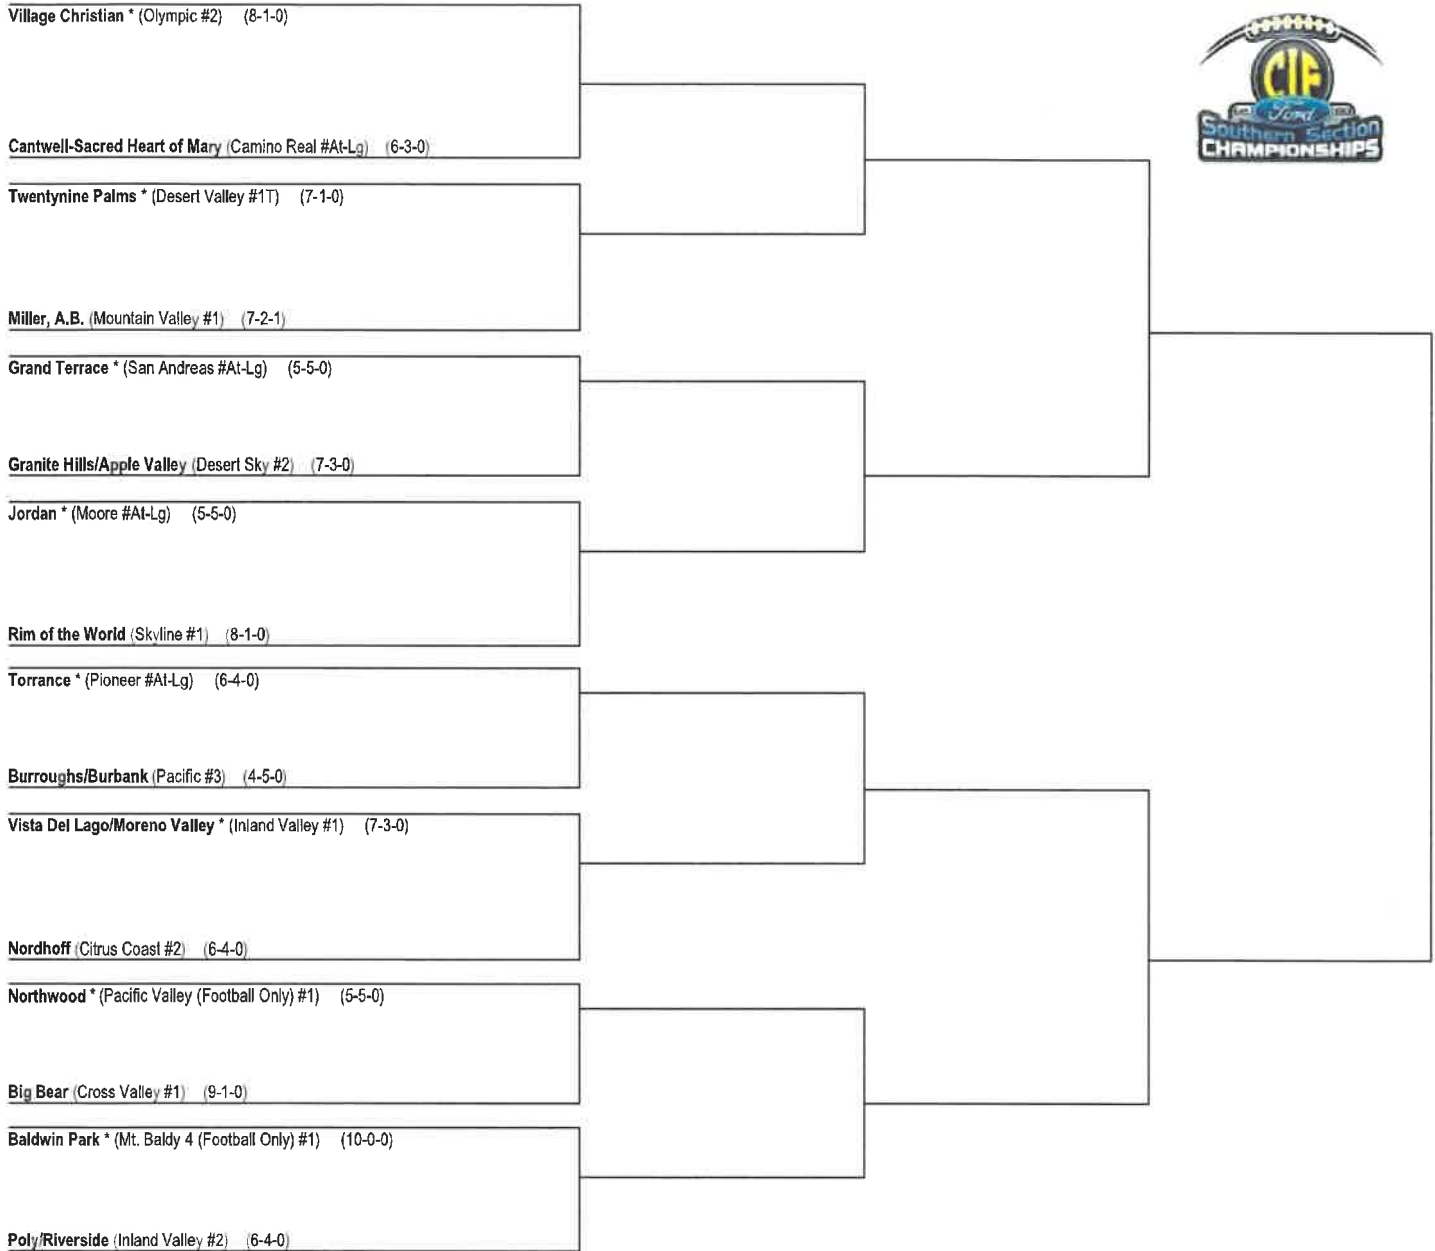 Village Christian * (Olympic #2) (8-1-0)
CIF
Ford
Southern Section
CHAMPIONSHIPS
Cantwell-Sacred Heart of Mary (Camino Real #At-Lg) (6-3-0)
Twentynine Palms * (Desert Valley #1T) (7-1-0)
Miller, A.B. (Mountain Valley #1) (7-2-1)
Grand Terrace * (San Andreas #At-Lg) (5-5-0)
Granite Hills/Apple Valley (Desert Sky #2) (7-3-0)
Jordan * (Moore #At-Lg) (5-5-0)
Rim of the World (Skyline #1) (8-1-0)
Torrance * (Pioneer #At-Lg) (6-4-0)
Burroughs/Burbank (Pacific #3) (4-5-0)
Vista Del Lago/Moreno Valley * (Inland Valley #1) (7-3-0)
Nordhoff (Citrus Coast #2) (6-4-0)
Northwood * (Pacific Valley (Football Only) #1) (5-5-0)
Big Bear (Cross Valley #1) (9-1-0)
Baldwin Park * (Mt. Baldy 4 (Football Only) #1) (10-0-0)
Poly/Riverside (Inland Valley #2) (6-4-0)